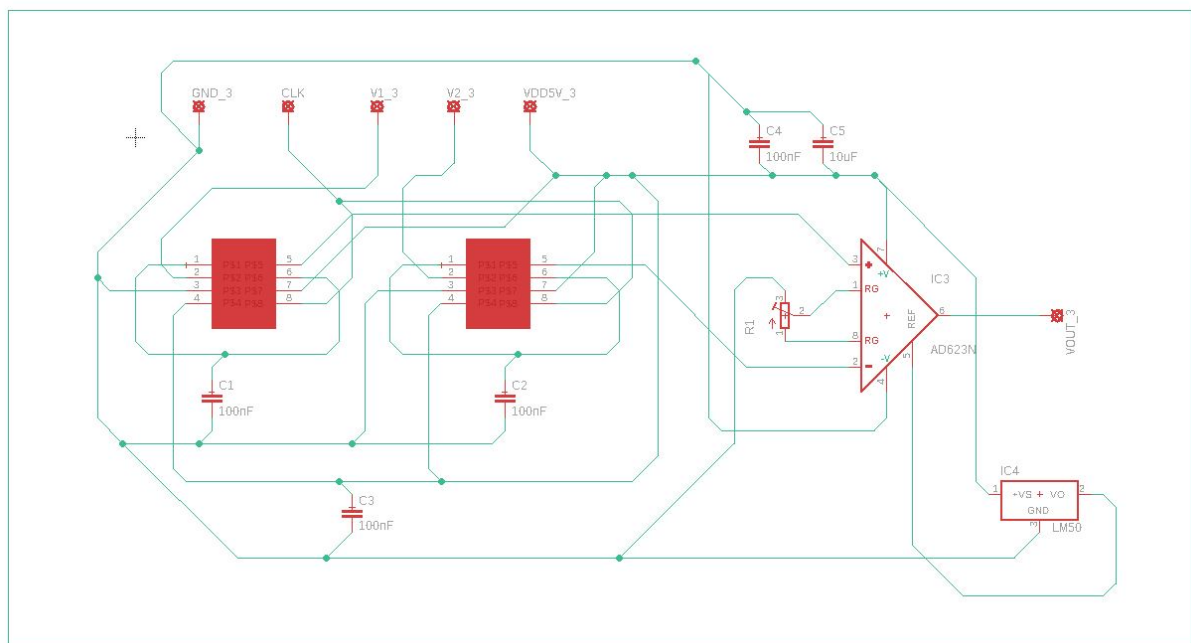 GND_3
CLK
V1_3
V2_3
VDD5V_3
C4
100nF
C5
10uF
1 P$1 P$5 5
2 P$2 P$6 6
3 P$3 P$7 7
4 P$4 P$8 8
1 P$1 P$5 5
2 P$2 P$6 6
3 P$3 P$7 7
4 P$4 P$8 8
C1
100nF
C2
100nF
C3
100nF
R1
3
2
1
3
7
+V
IC3
1
RG
REF
6
VOUT_3
8
RG
-V
5
AD623N
2
4
IC4
1
+VS
VO
2
GND
3
LM50